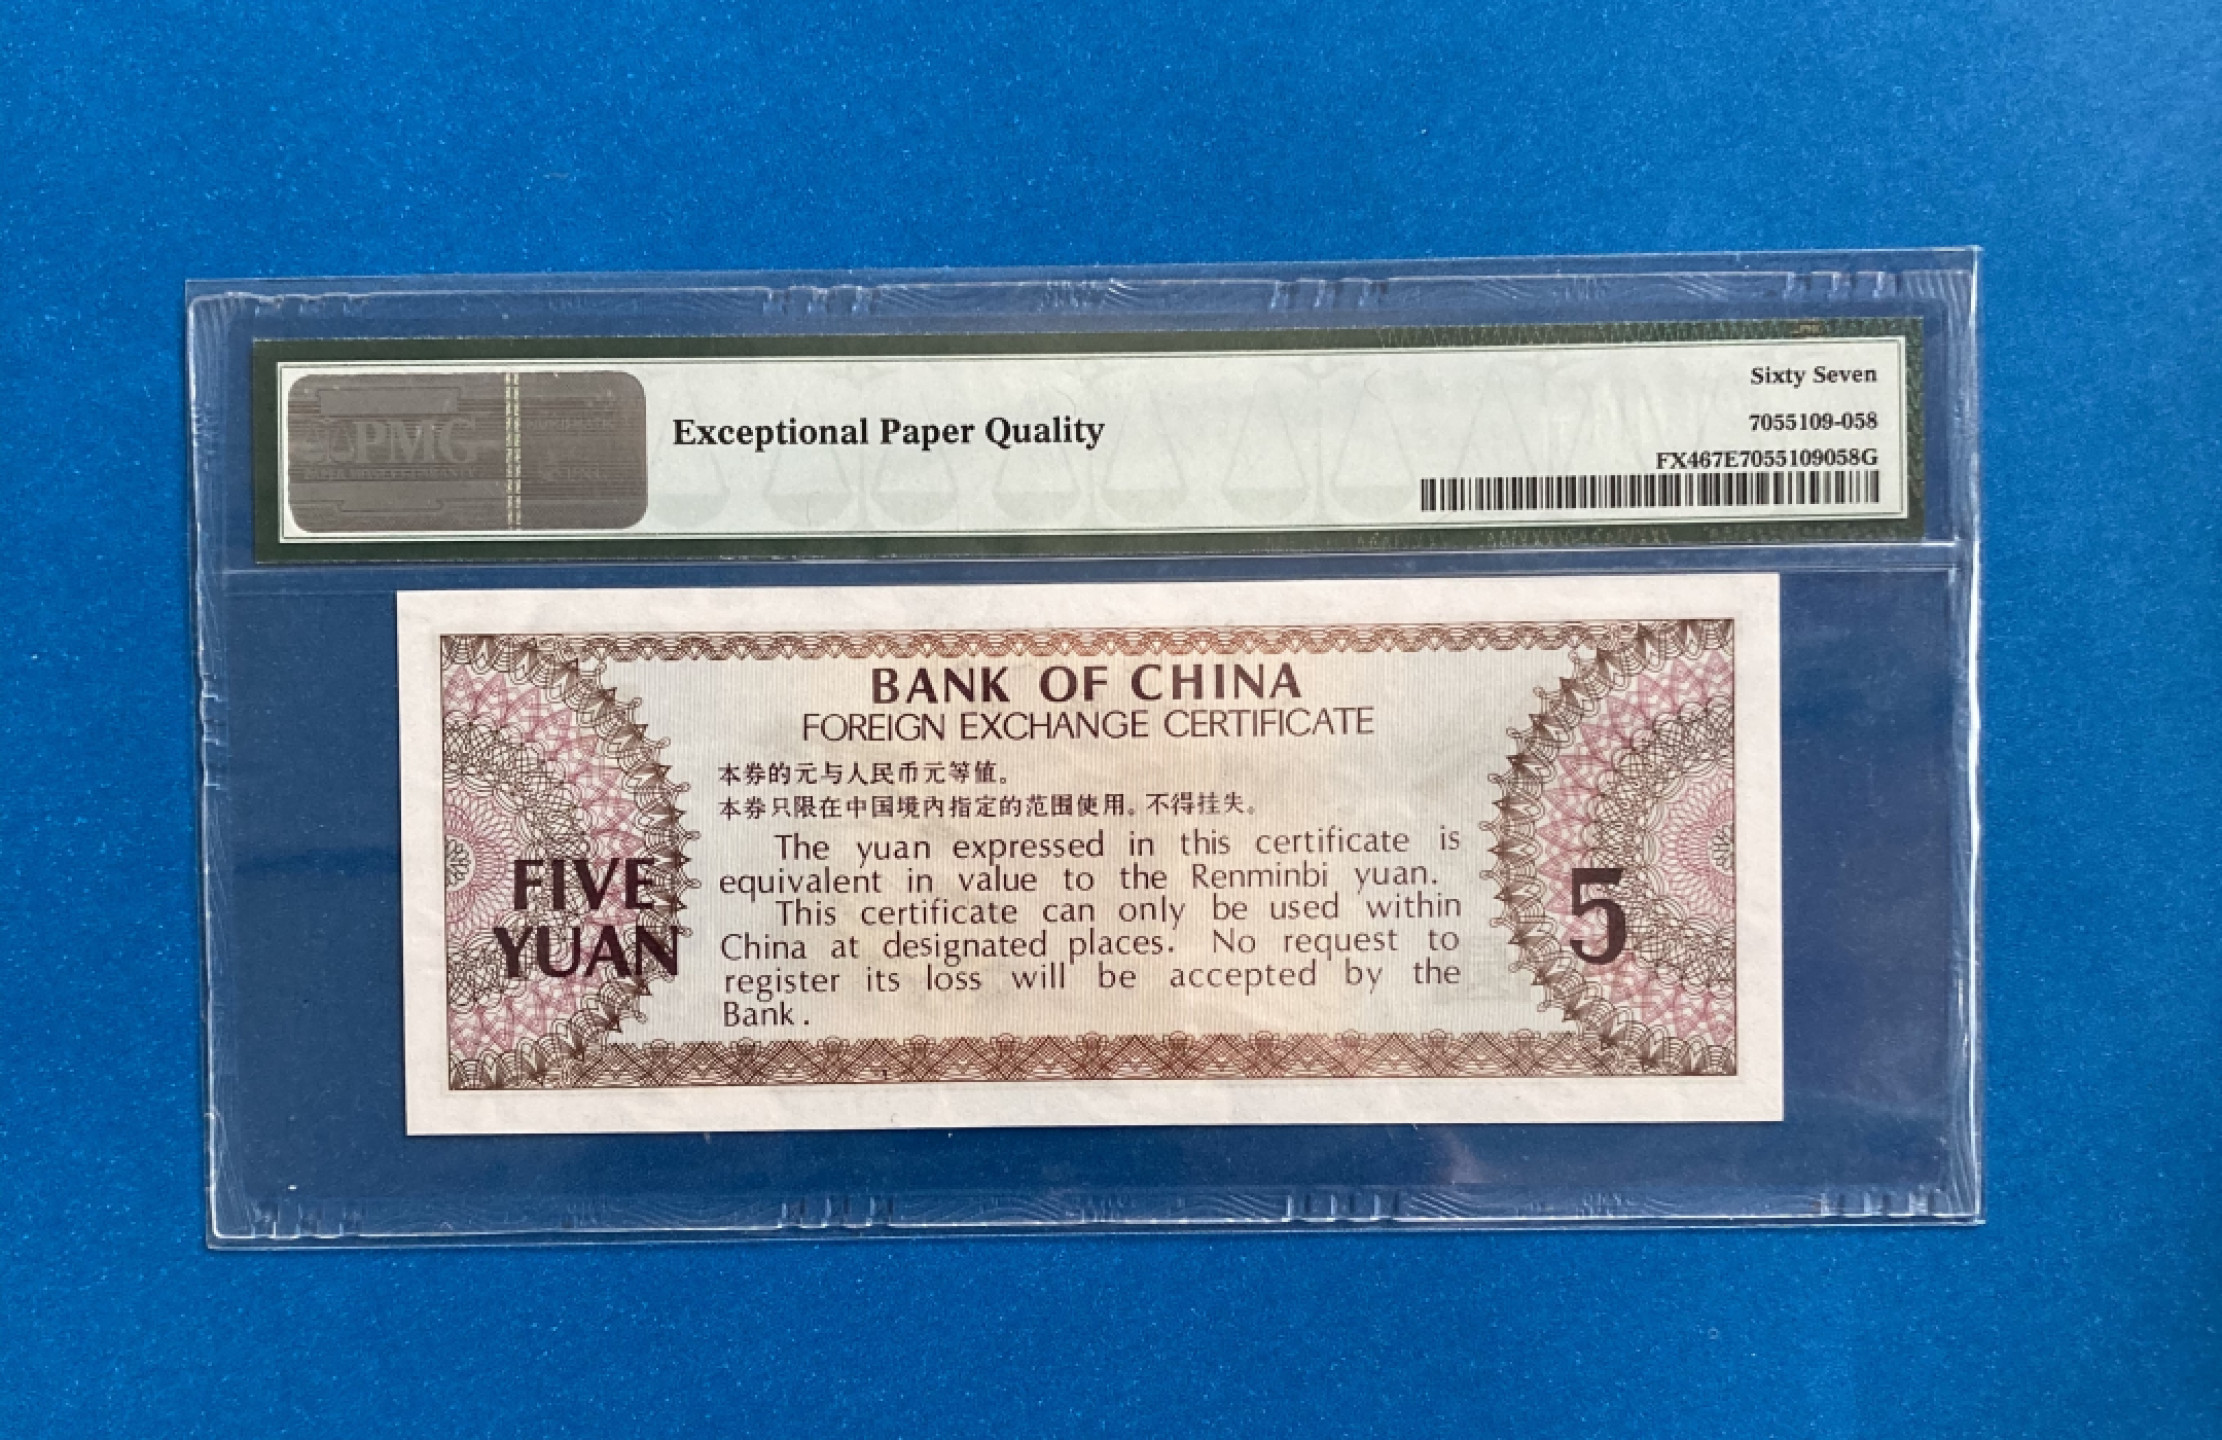 PMG
Exceptional Paper Quality
Sixty Seven
7055109-058
FX467E7055109058G
BANK OF CHINA
FOREIGN EXCHANGE CERTIFICATE
本券的元与人民币元等值。
本券只限在中国境内指定的范围使用。不得挂失。
The yuan expressed in this certificate is
equivalent in value to the Renminbi yuan.
This certificate can only be used within
China at designated places. No request to
register its loss will be accepted by the
Bank.
FIVE
YUAN
5